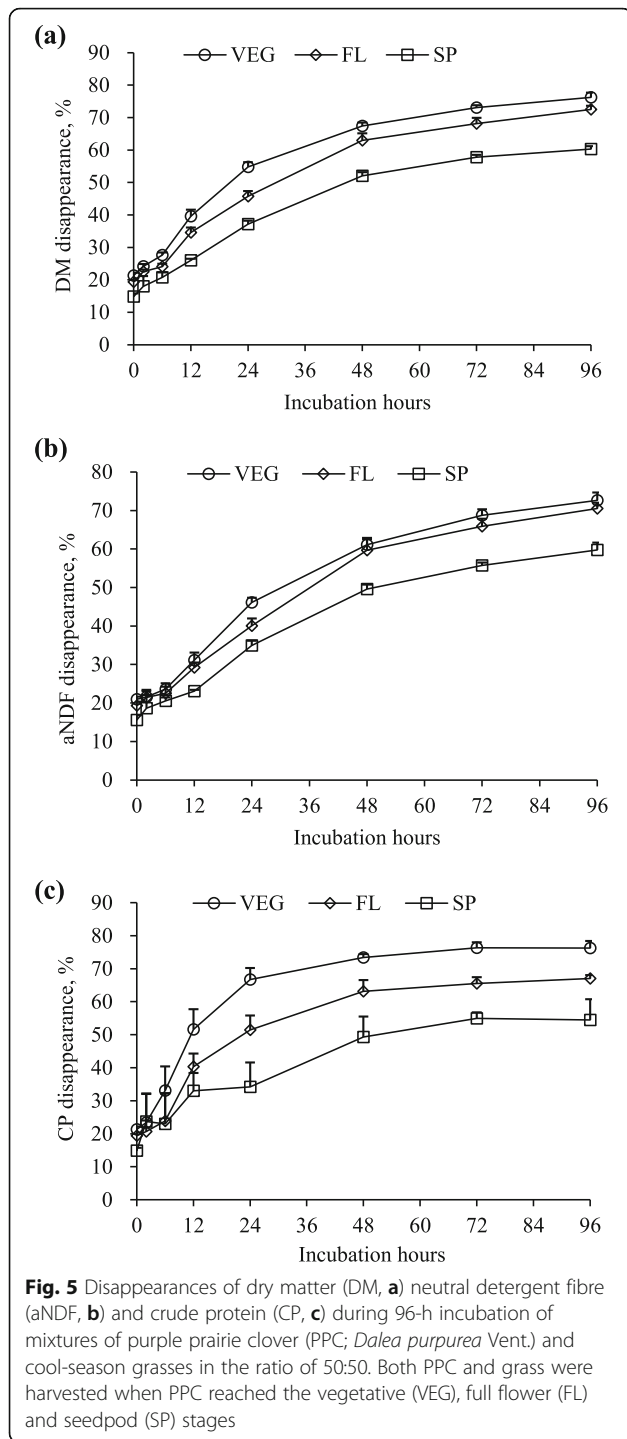 (a)
VEG FL SP
90
80
70
60
50
40
30
20
10
0
DM disappearance, %
0 12 24 36 48 60 72 84 96
Incubation hours
(b)
VEG FL SP
80
70
60
50
40
30
20
10
0
aNDF disappearance, %
0 12 24 36 48 60 72 84 96
Incubation hours
(c)
VEG FL SP
90
80
70
60
50
40
30
20
10
0
CP disappearance, %
0 12 24 36 48 60 72 84 96
Incubation hours
Fig. 5 Disappearances of dry matter (DM, a) neutral detergent fibre
(aNDF, b) and crude protein (CP, c) during 96-h incubation of
mixtures of purple prairie clover (PPC; Dalea purpurea Vent.) and
cool-season grasses in the ratio of 50:50. Both PPC and grass were
harvested when PPC reached the vegetative (VEG), full flower (FL)
and seedpod (SP) stages